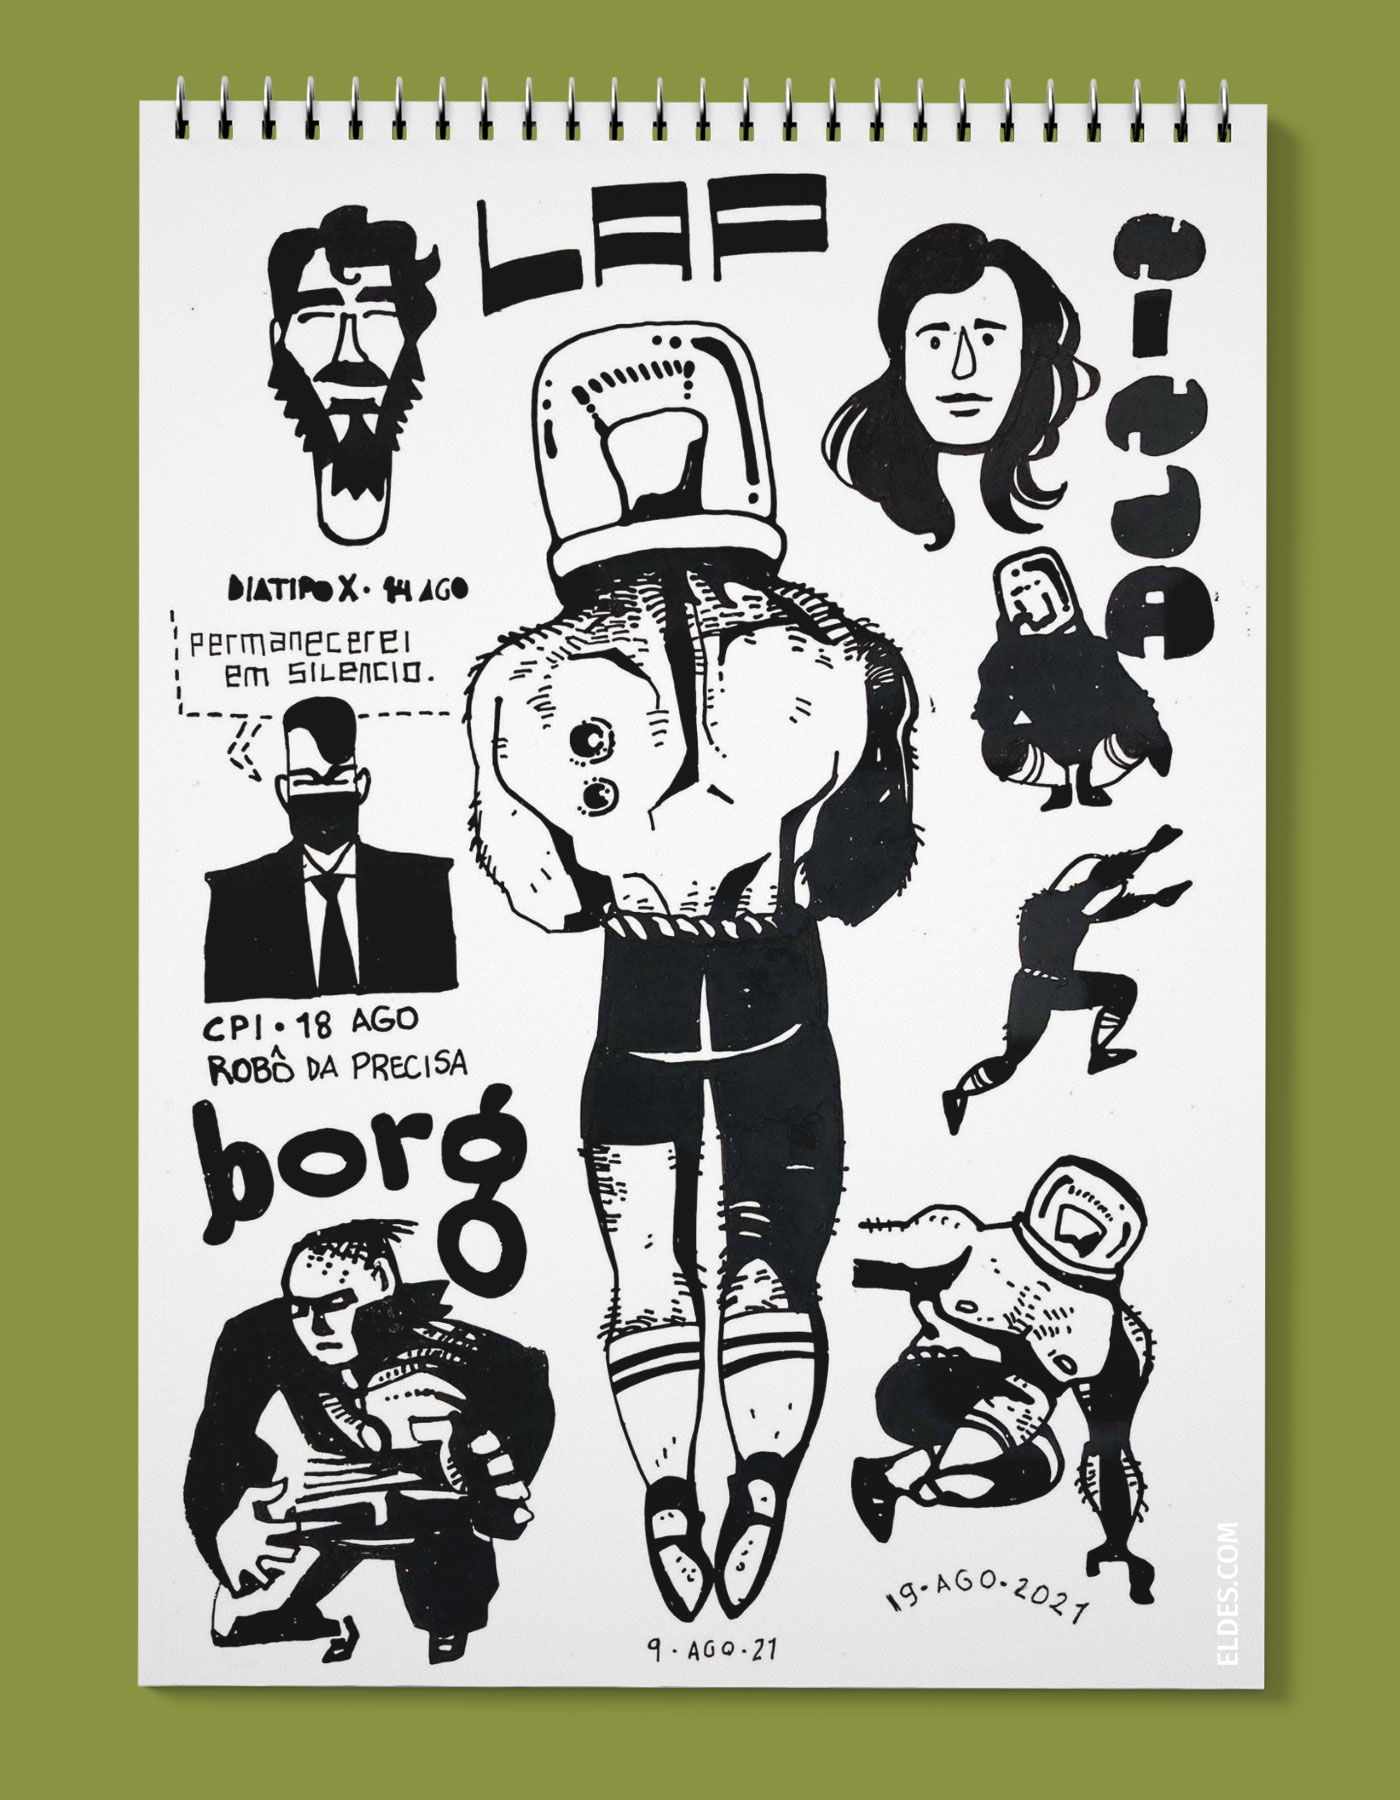 LAP
DIATIPO X · 14 AGO
PERMANECEREI
EM SILENCIO.
CPI · 18 AGO
ROBÔ DA PRECISA
borgo
9 · AGO · 21
19 · AGO · 2021
ELDES.COM